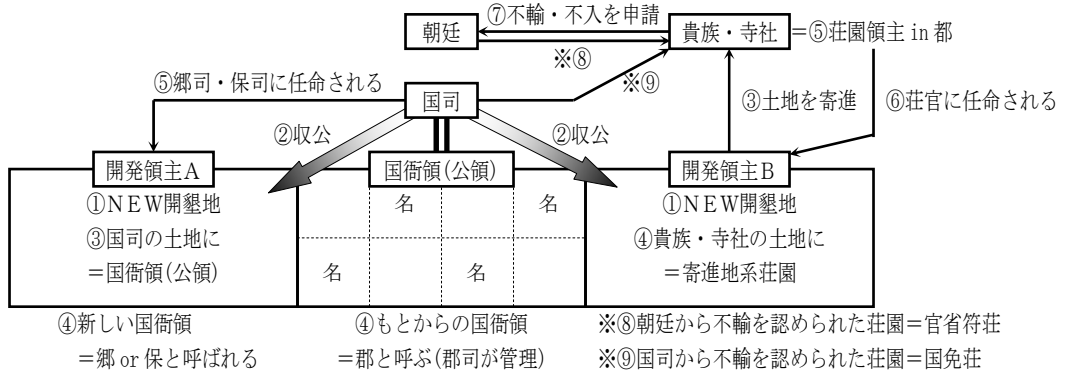 ⑦不輸・不入を申請
朝廷
貴族・寺社
=⑤荘園領主 in 都
※⑧
※⑨
⑤郷司・保司に任命される
国司
③土地を寄進
⑥荘官に任命される
②収公
②収公
開発領主A
国衙領(公領)
開発領主B
①NEW開墾地
③国司の土地に
=国衙領(公領)
名
名
名
名
①NEW開墾地
④貴族・寺社の土地に
=寄進地系荘園
④新しい国衙領
=郷 or 保と呼ばれる
④もとからの国衙領
=郡と呼ぶ(郡司が管理)
※⑧朝廷から不輸を認められた荘園=官省符荘
※⑨国司から不輸を認められた荘園=国免荘